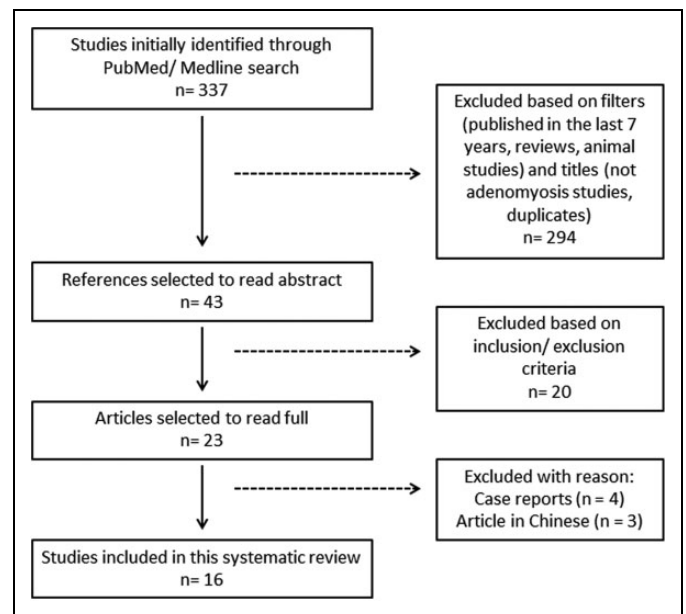 Studies initially identified through
PubMed/ Medline search
n= 337
Excluded based on filters
(published in the last 7
years, reviews, animal
studies) and titles (not
adenomyosis studies,
duplicates)
n= 294
References selected to read abstract
n= 43
Excluded based on
inclusion/ exclusion
criteria
n= 20
Articles selected to read full
n= 23
Excluded with reason:
Case reports (n = 4)
Article in Chinese (n = 3)
Studies included in this systematic review
n= 16